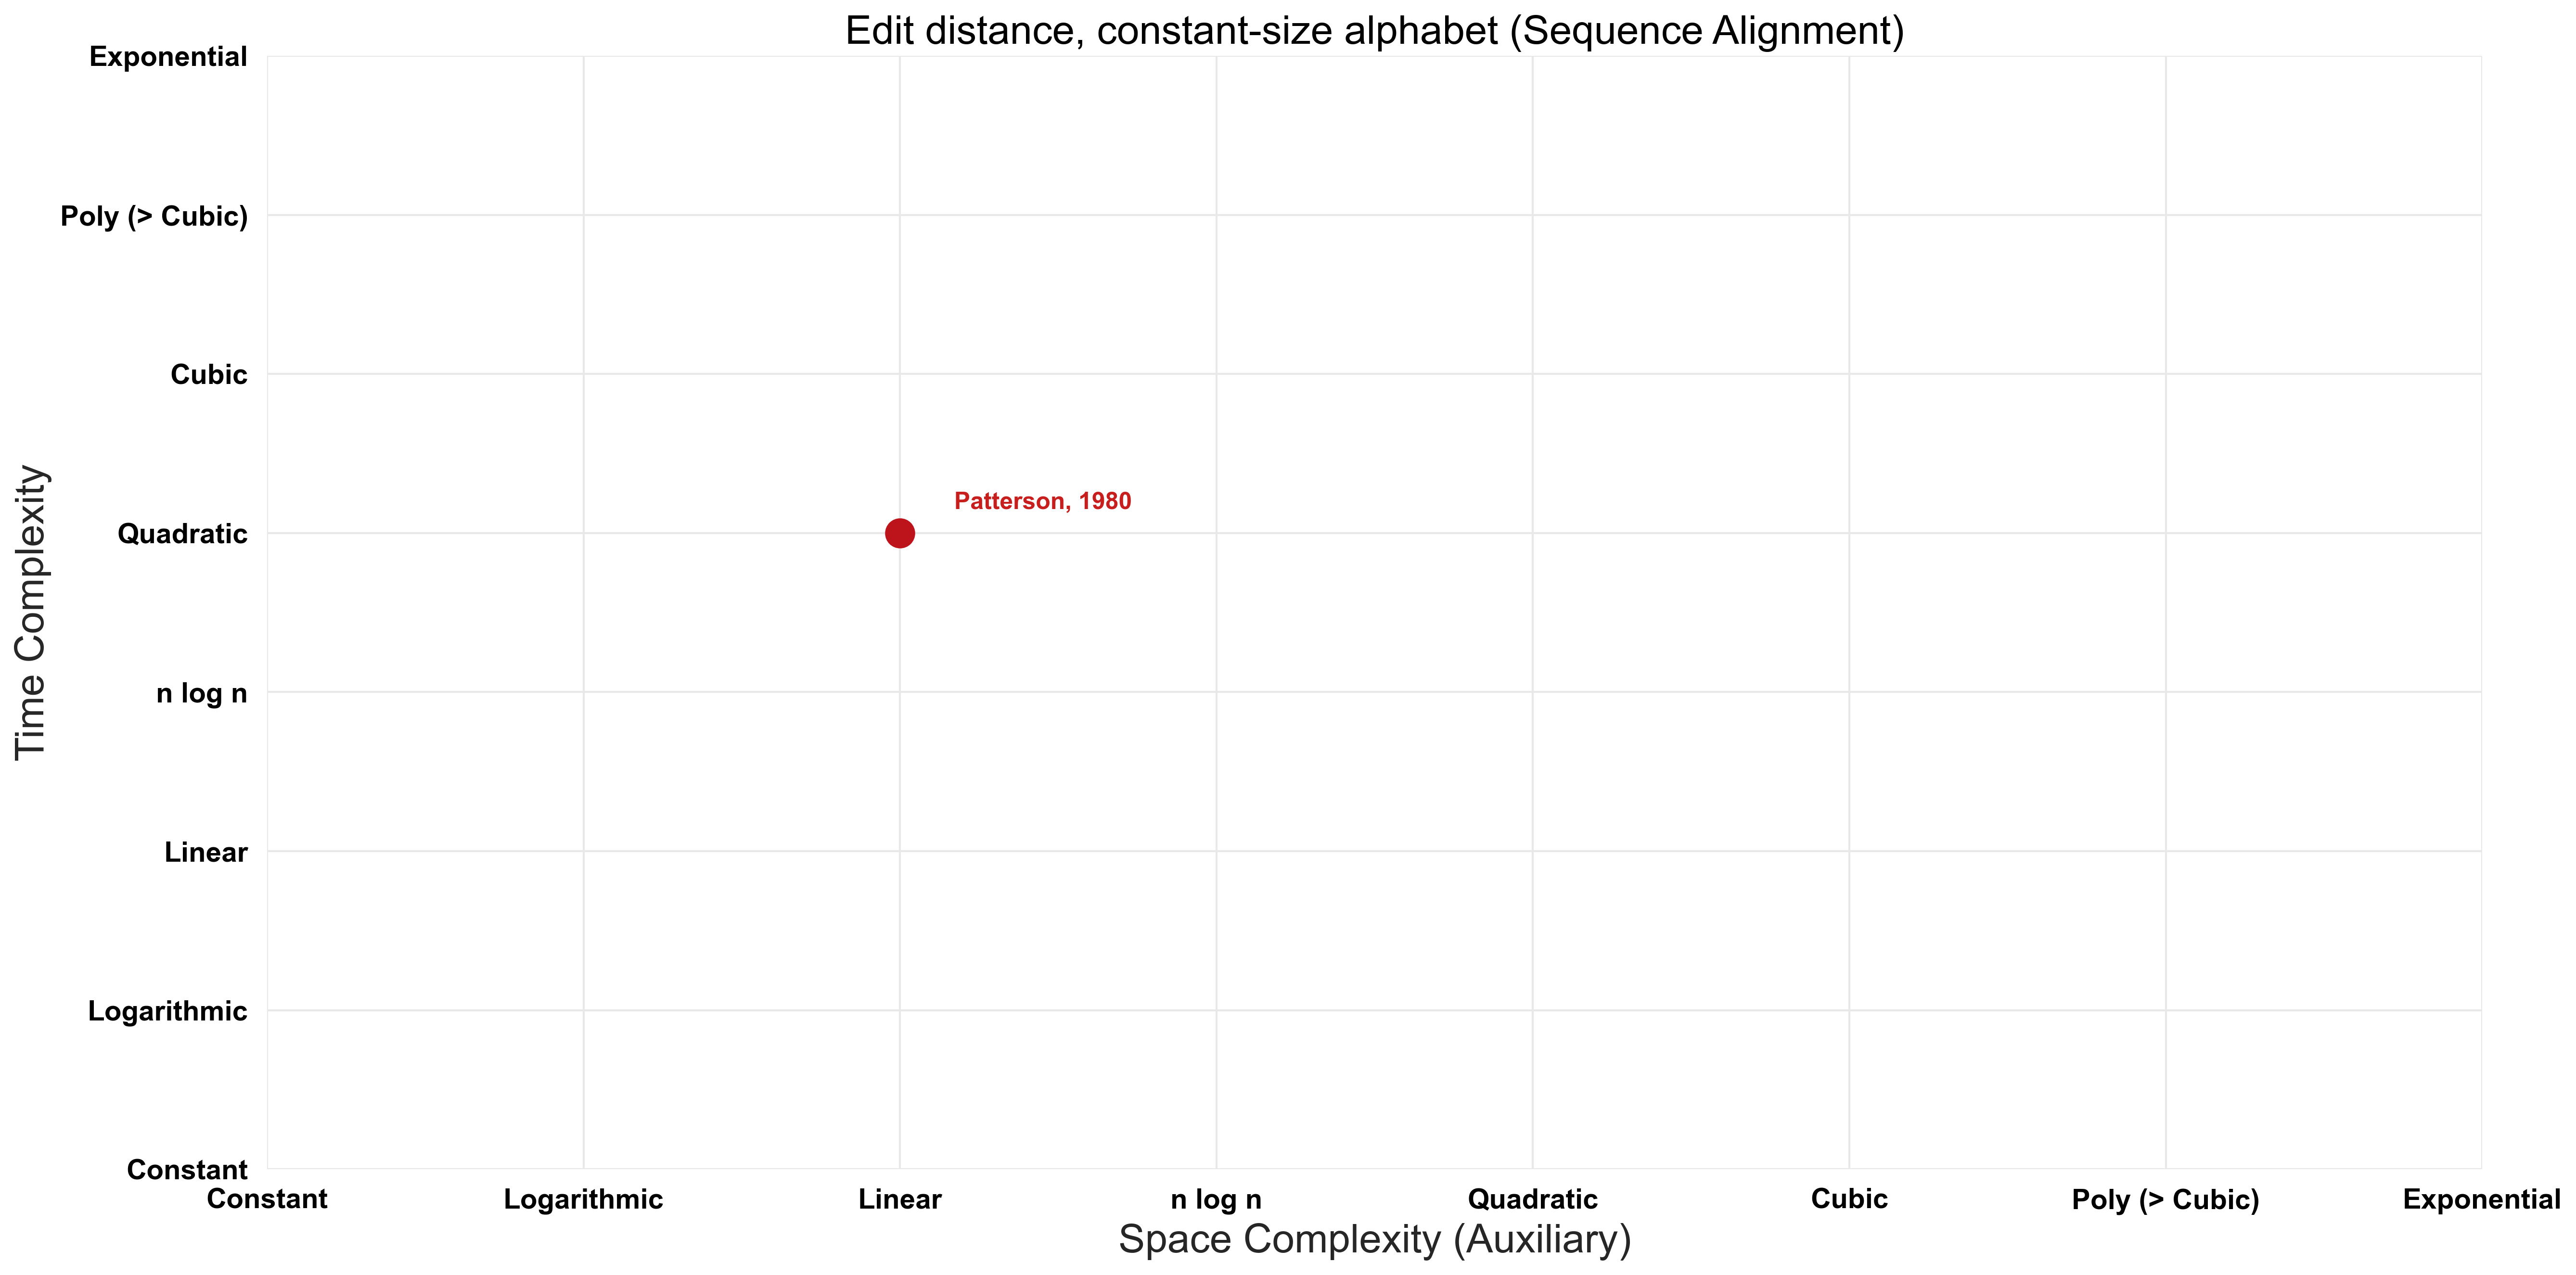 Edit distance, constant-size alphabet (Sequence Alignment)
Time Complexity
Exponential
Poly (> Cubic)
Cubic
Quadratic
n log n
Linear
Logarithmic
Constant
Patterson, 1980
Constant
Logarithmic
Linear
n log n
Quadratic
Cubic
Poly (> Cubic)
Exponential
Space Complexity (Auxiliary)